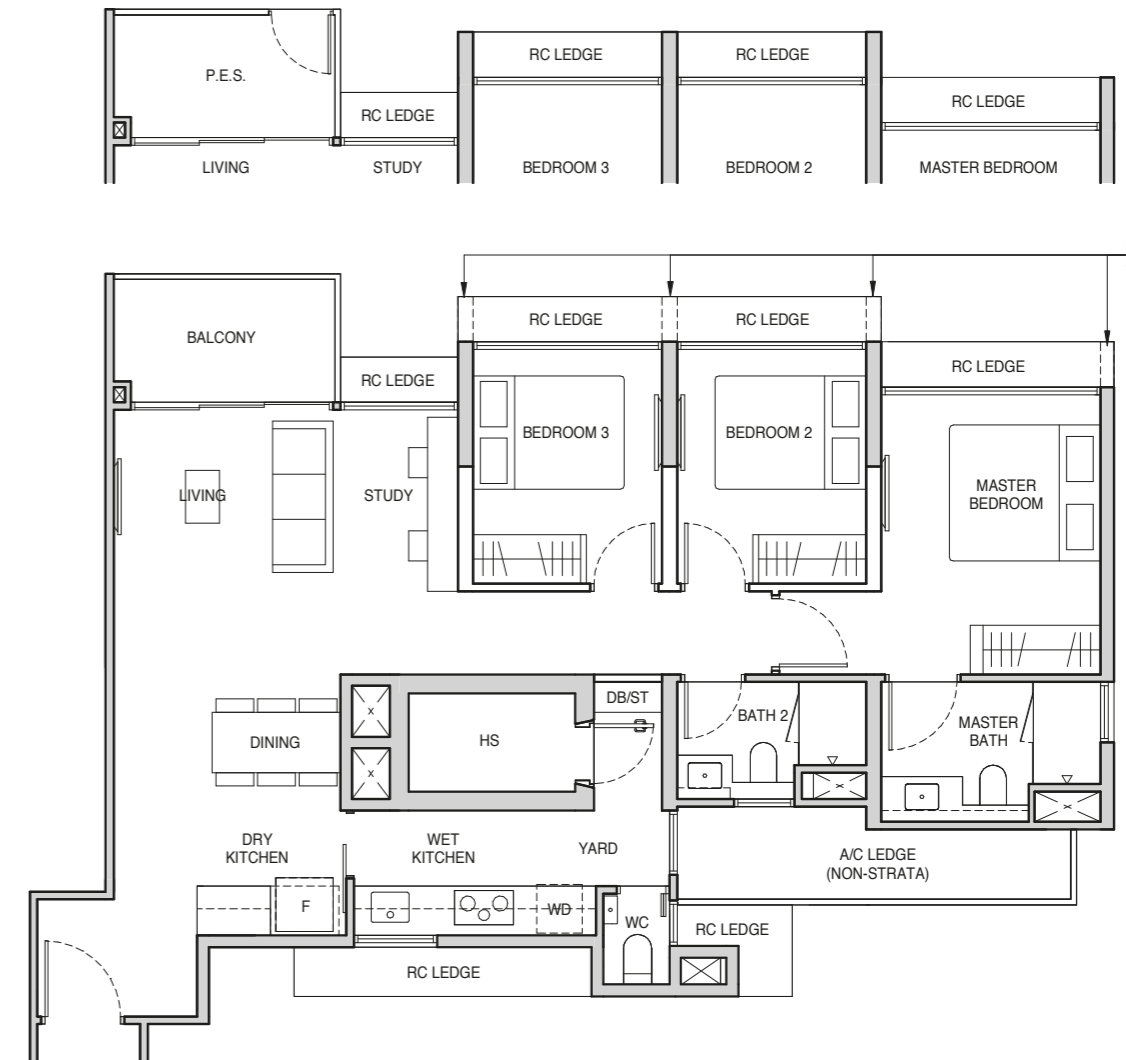 RC LEDGE
RC LEDGE
P.E.S.
RC LEDGE
RC LEDGE
LIVING
STUDY
BEDROOM 3
BEDROOM 2
MASTER BEDROOM
RC LEDGE
RC LEDGE
BALCONY
RC LEDGE
RC LEDGE
BEDROOM 3
BEDROOM 2
LIVING
STUDY
MASTER
BEDROOM
DB/ST
BATH 2
MASTER
BATH
DINING
HS
x
x
DRY
KITCHEN
WET
KITCHEN
YARD
A/C LEDGE
(NON-STRATA)
F
WD
WC
RC LEDGE
RC LEDGE